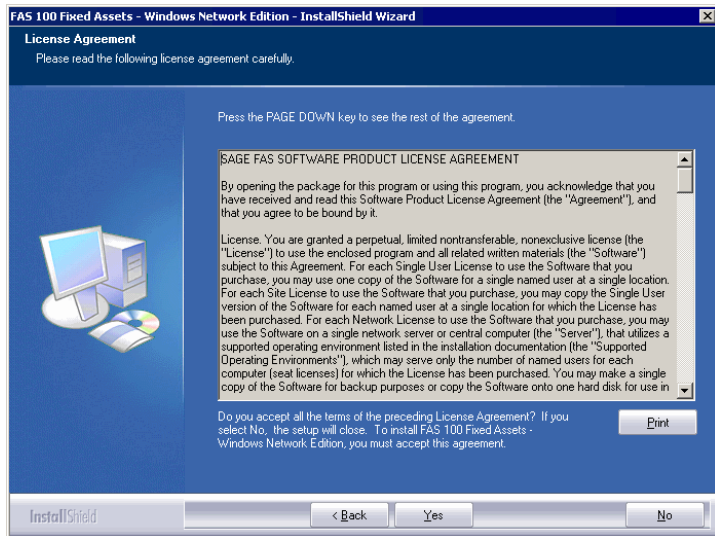 FAS 100 Fixed Assets - Windows Network Edition - InstallShield Wizard
License Agreement
Please read the following license agreement carefully.
Press the PAGE DOWN key to see the rest of the agreement.
SAGE FAS SOFTWARE PRODUCT LICENSE AGREEMENT
By opening the package for this program or using this program, you acknowledge that you
have received and read this Software Product License Agreement (the "Agreement"), and
that you agree to be bound by it.
License. You are granted a perpetual, limited nontransferable, nonexclusive license (the
"License") to use the enclosed program and all related written materials (the "Software")
subject to this Agreement. For each Single User License to use the Software that you
purchase, you may use one copy of the Software for a single named user at a single location.
For each Site License to use the Software that you purchase, you may copy the Single User
version of the Software for each named user at a single location for which the License has
been purchased. For each Network License to use the Software that you purchase, you may
use the Software on a single network server or central computer (the "Server"), that utilizes a
supported operating environment listed in the installation documentation (the "Supported
Operating Environments"), which may serve only the number of named users for each
computer (seat licenses) for which the License has been purchased. You may make a single
copy of the Software for backup purposes or copy the Software onto one hard disk for use in
Do you accept all the terms of the preceding License Agreement? If you
select No, the setup will close. To install FAS 100 Fixed Assets -
Windows Network Edition, you must accept this agreement.
Print
InstallShield
< Back
Yes
No